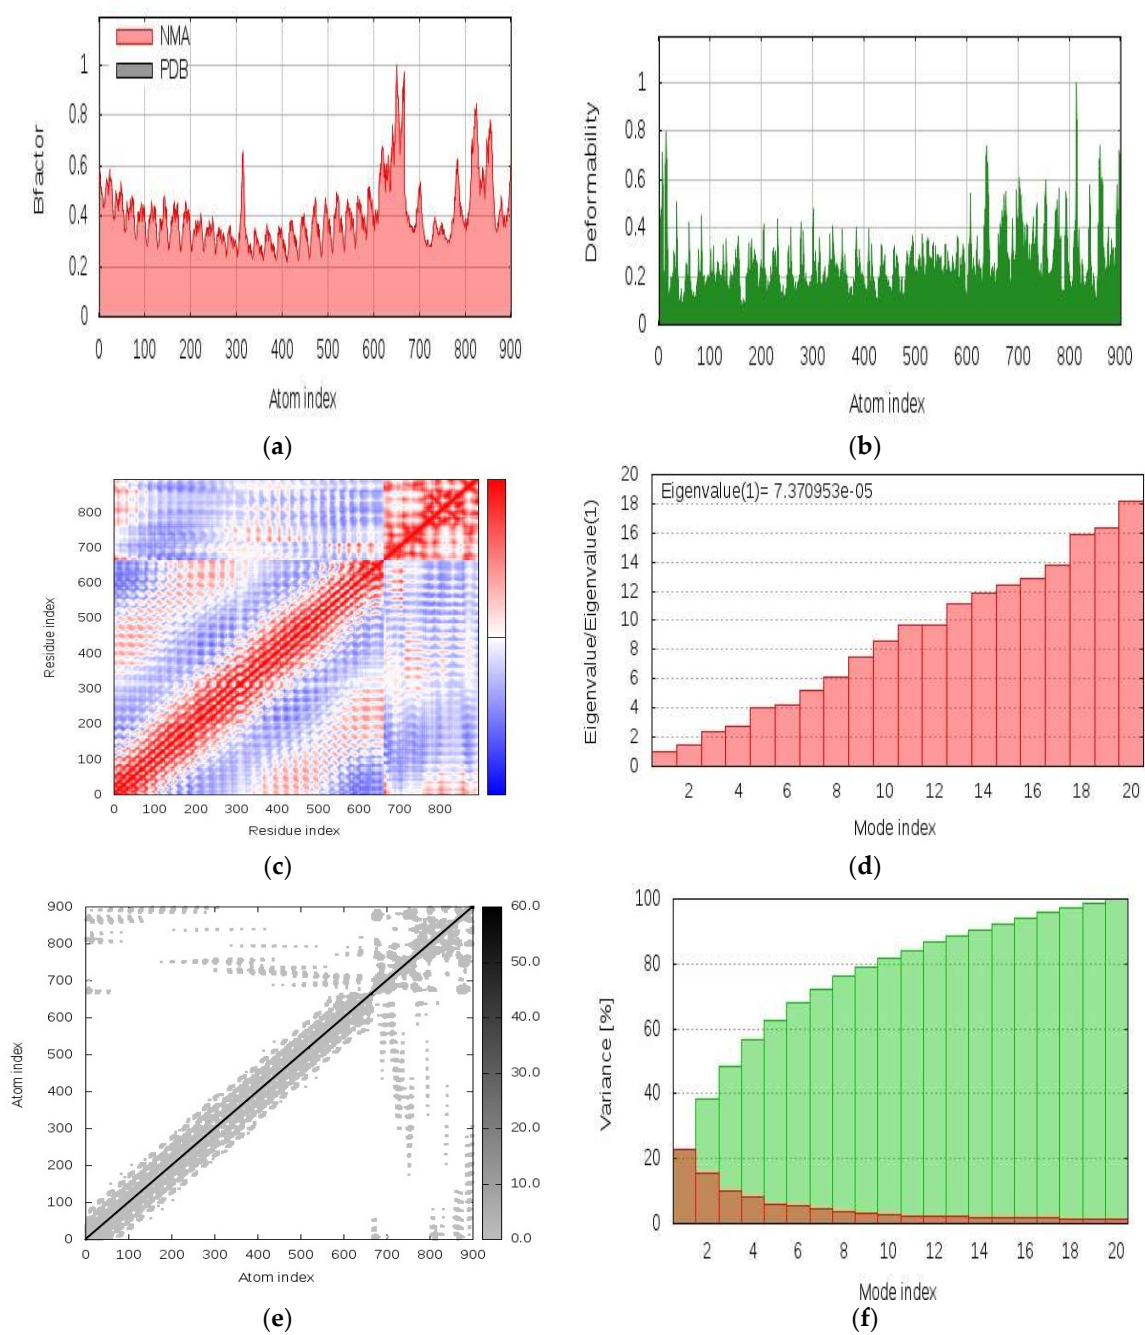 NMA
PDB
1
0.8
0.6
0.4
0.2
0
Bfactor
0 100 200 300 400 500 600 700 800 900
Atom index
(a)
1
0.8
0.6
0.4
0.2
0
Deformability
0 100 200 300 400 500 600 700 800 900
Atom index
(b)
800
700
600
500
400
300
200
100
0
Residue index
0 100 200 300 400 500 600 700 800
Residue index
(c)
Eigenvalue(1)= 7.370953e-05
20
18
16
14
12
10
8
6
4
2
0
Eigenvalue/Eigenvalue(1)
2 4 6 8 10 12 14 16 18 20
Mode index
(d)
900
800
700
600
500
400
300
200
100
0
Atom index
0 100 200 300 400 500 600 700 800 900
Atom index
60.0
50.0
40.0
30.0
20.0
10.0
0.0
(e)
100
80
60
40
20
0
Variance [%]
2 4 6 8 10 12 14 16 18 20
Mode index
(f)